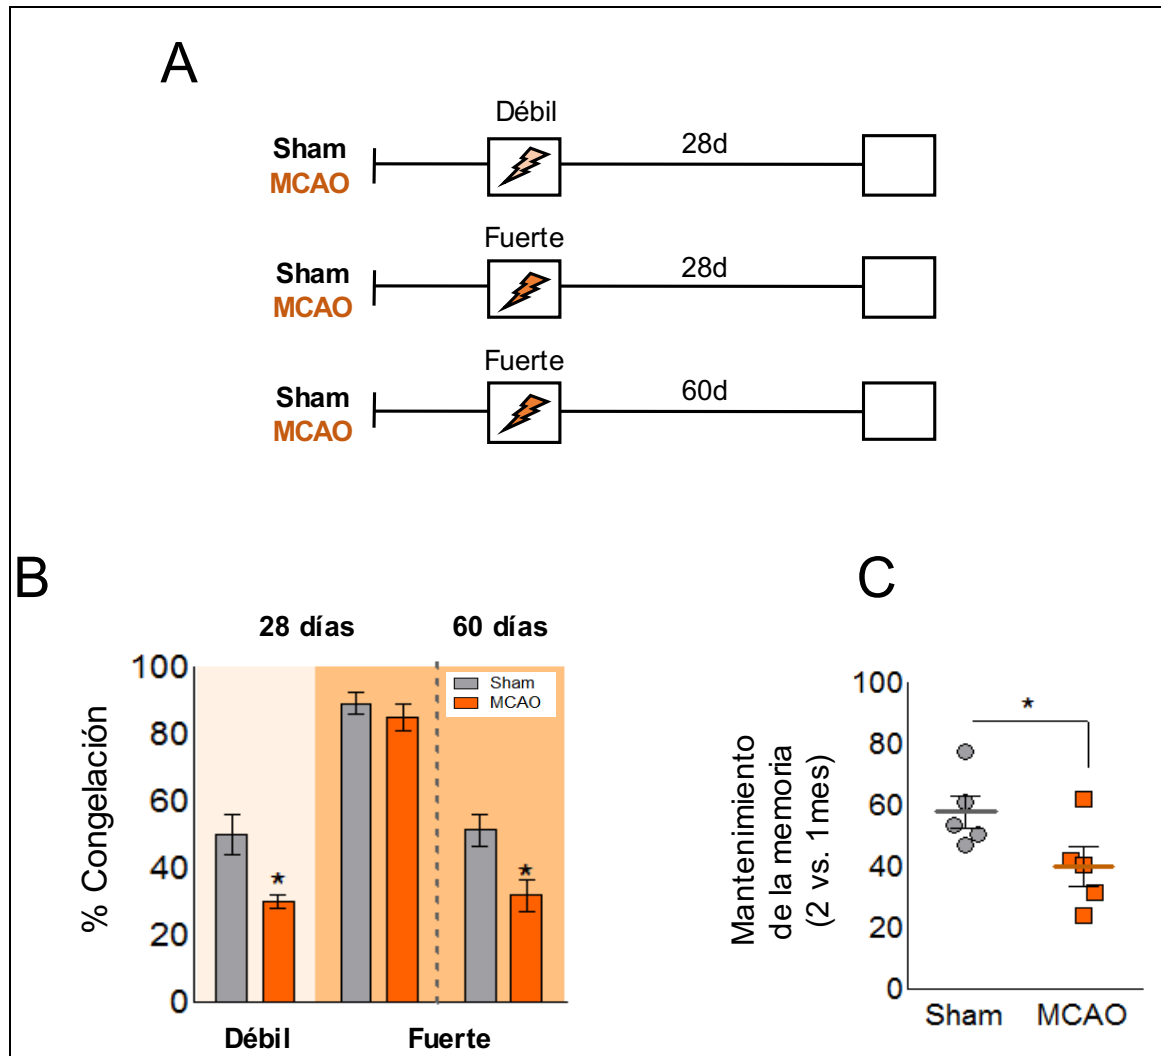 A
Débil
Sham
MCAO
28d
Fuerte
Sham
MCAO
28d
Fuerte
Sham
MCAO
60d
B
28 días
60 días
% Congelación
100
80
60
40
20
0
Sham
MCAO
*
*
Débil
Fuerte
C
Mantenimiento
de la memoria
(2 vs. 1mes)
100
80
60
40
20
0
*
Sham
MCAO